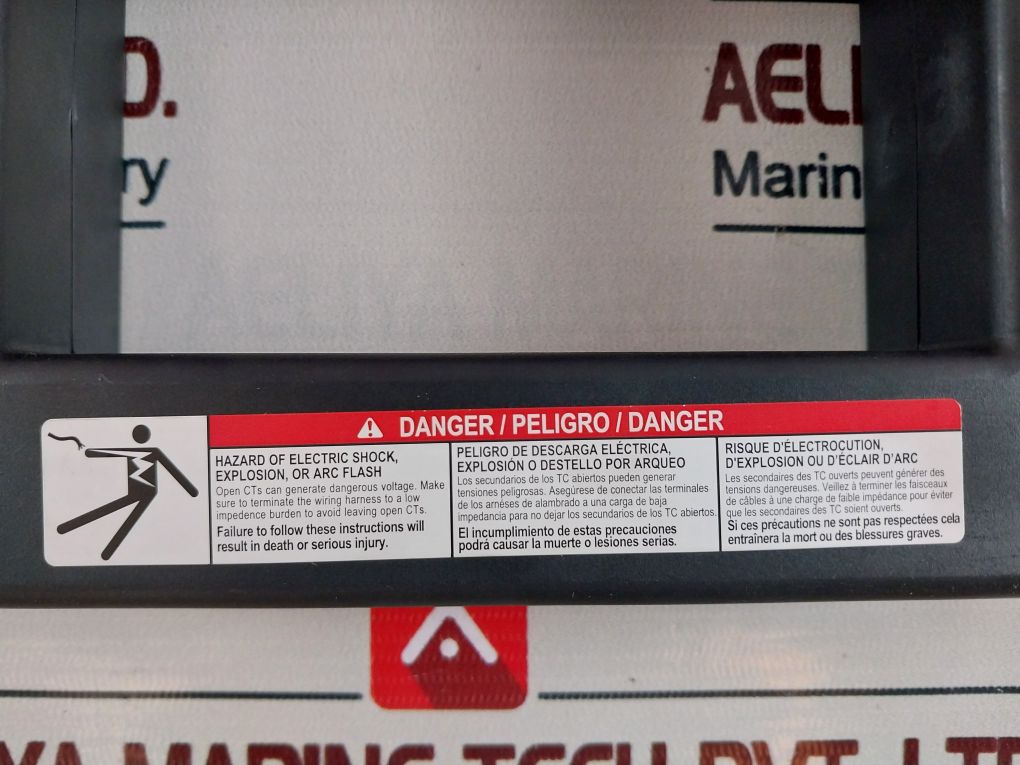 D.
ry
AELI
Marin
DANGER / PELIGRO / DANGER
HAZARD OF ELECTRIC SHOCK,
EXPLOSION, OR ARC FLASH
Open CTs can generate dangerous voltage. Make
sure to terminate the wiring harness to a low
impedence burden to avoid leaving open CTs.
Failure to follow these instructions will
result in death or serious injury.
PELIGRO DE DESCARGA ELÉCTRICA,
EXPLOSIÓN O DESTELLO POR ARQUEO
Los secundarios de los TC abiertos pueden generar
tensiones peligrosas. Asegúrese de conectar las terminales
de los arnéses de alambrado a una carga de baja
impedancia para no dejar los secundarios de los TC abiertos.
El incumplimiento de estas precauciones
podrá causar la muerte o lesiones serias.
RISQUE D'ÉLECTROCUTION,
D'EXPLOSION OU D'ÉCLAIR D'ARC
Les secondaires des TC ouverts peuvent générer des
tensions dangereuses. Veillez à terminer les faisceaux
de câbles à une charge de faible impédance pour éviter
que les secondaires des TC soient ouverts.
Si ces précautions ne sont pas respectées cela
entraînera la mort ou des blessures graves.
YA MARINE TECH PVT. LTD